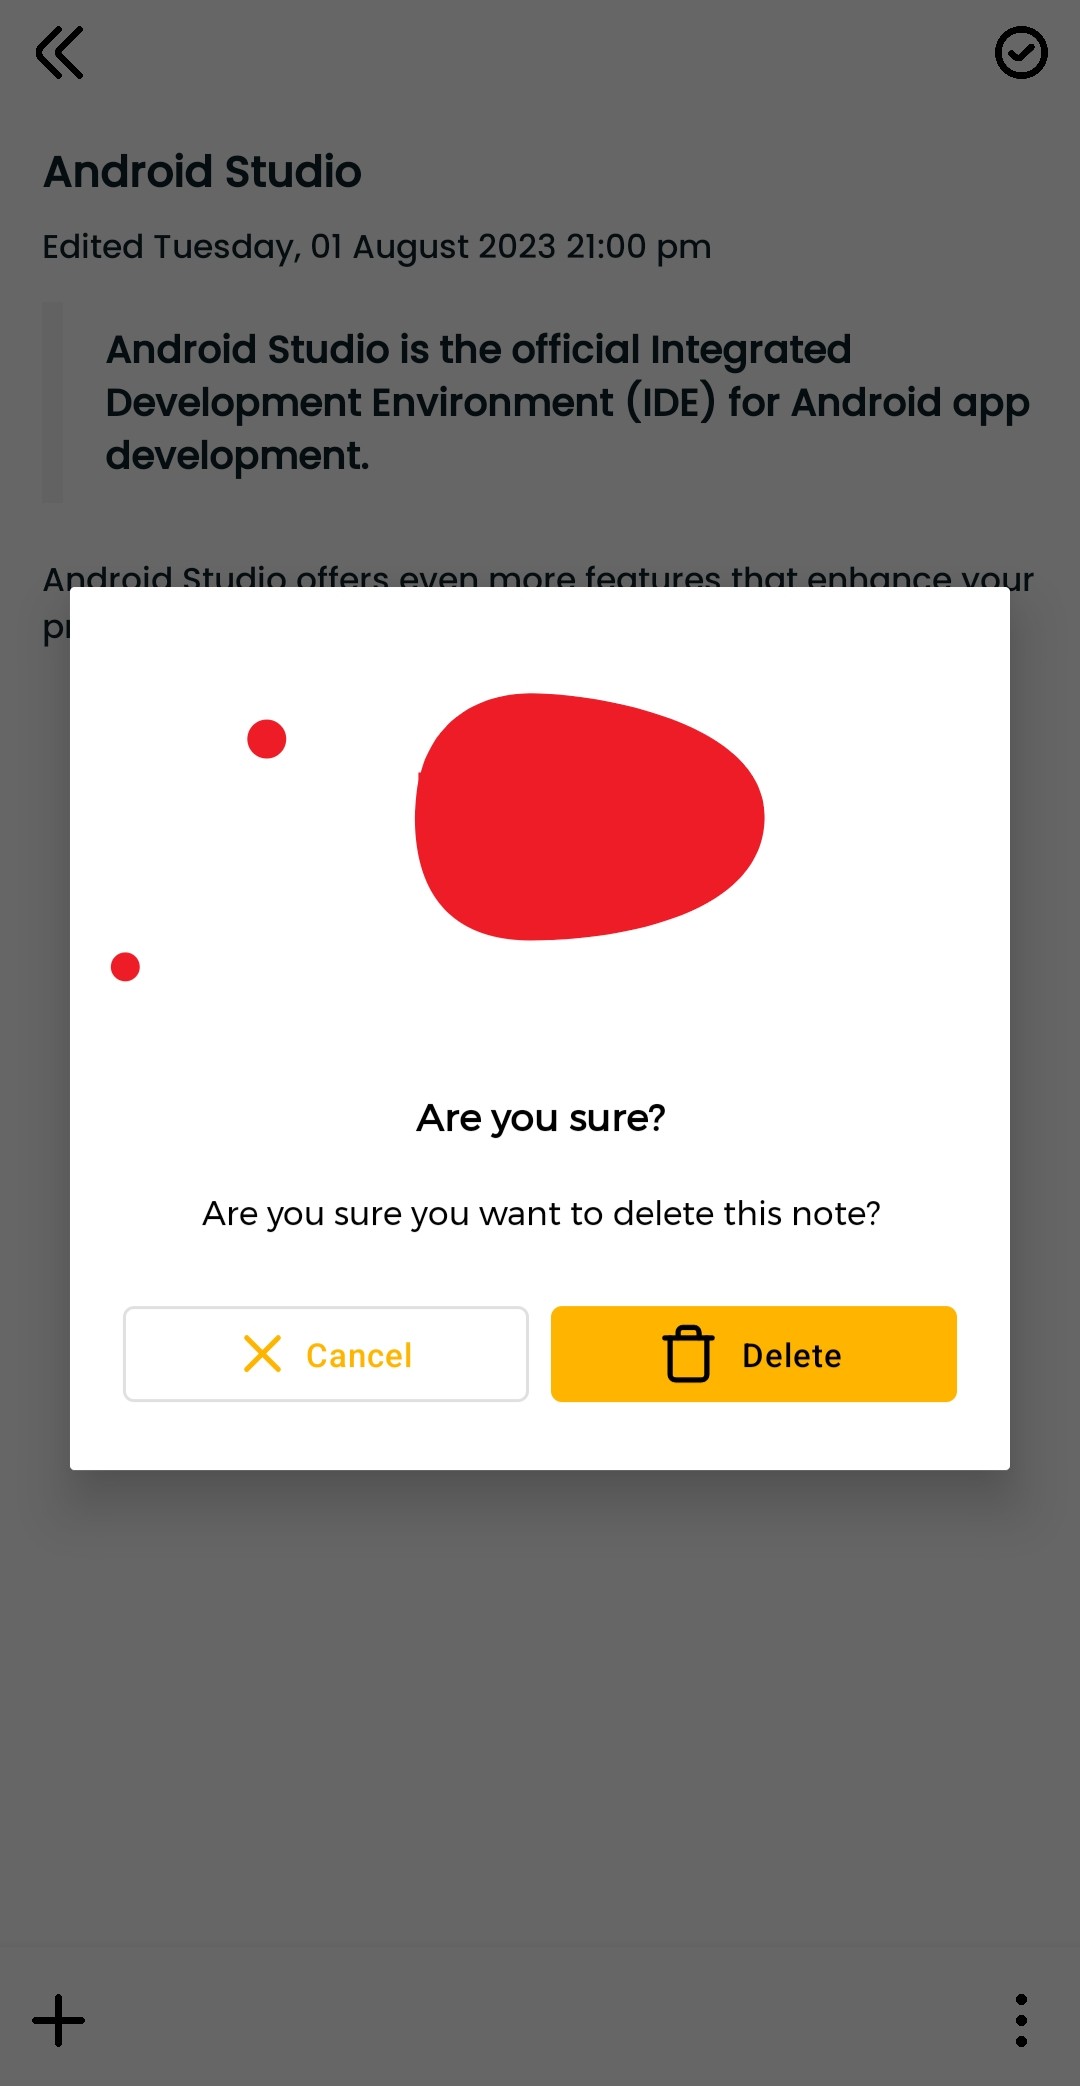 Android Studio
Edited Tuesday, 01 August 2023 21:00 pm
Android Studio is the official Integrated
Development Environment (IDE) for Android app
development.
Android Studio offers even more features that enhance your
Are you sure?
Are you sure you want to delete this note?
Cancel
Delete